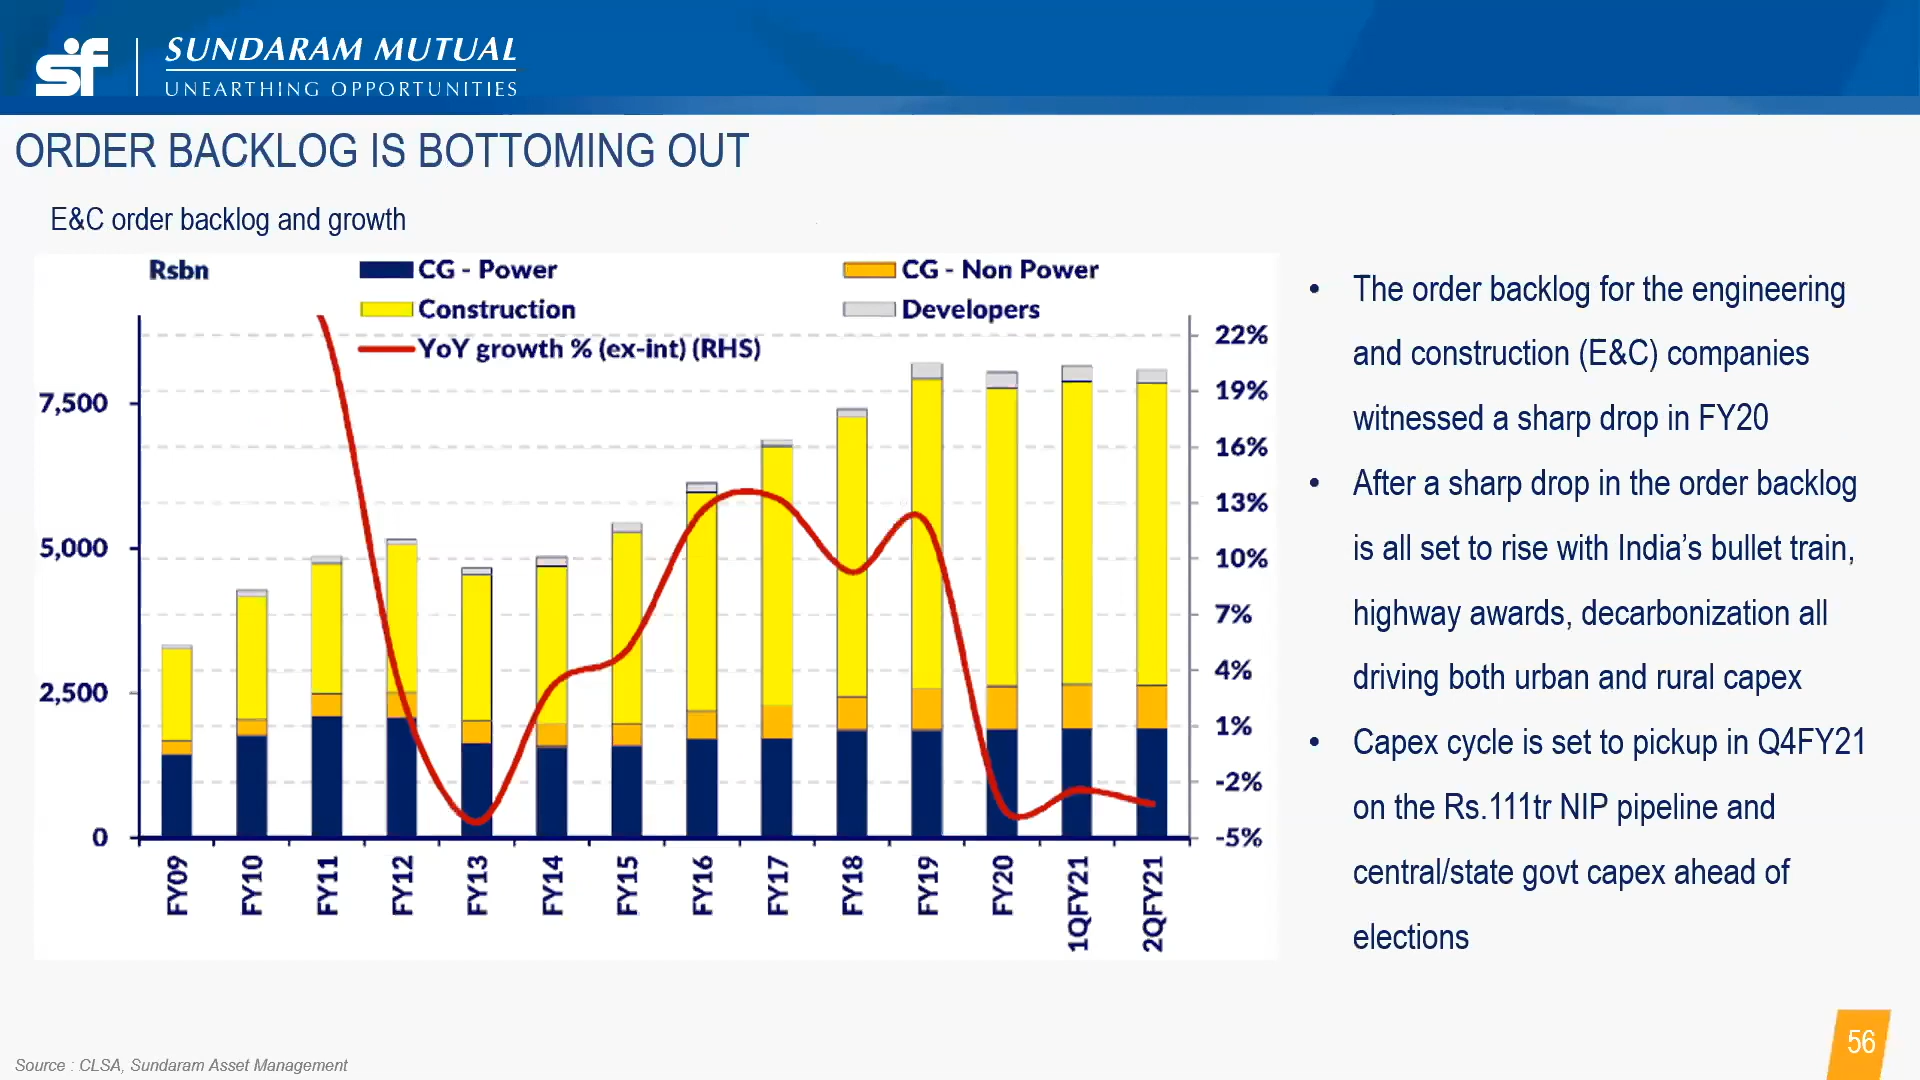 sf
SUNDARAM MUTUAL
UNEARTHING OPPORTUNITIES
ORDER BACKLOG IS BOTTOMING OUT
E&C order backlog and growth
Rsbn
CG - Power
CG - Non Power
Construction
Developers
YoY growth % (ex-int) (RHS)
7,500
5,000
2,500
0
22%
19%
16%
13%
10%
7%
4%
1%
-2%
-5%
FY09
FY10
FY11
FY12
FY13
FY14
FY15
FY16
FY17
FY18
FY19
FY20
1QFY21
2QFY21
• The order backlog for the engineering
and construction (E&C) companies
witnessed a sharp drop in FY20
• After a sharp drop in the order backlog
is all set to rise with India’s bullet train,
highway awards, decarbonization all
driving both urban and rural capex
• Capex cycle is set to pickup in Q4FY21
on the Rs.111tr NIP pipeline and
central/state govt capex ahead of
elections
Source : CLSA, Sundaram Asset Management
56